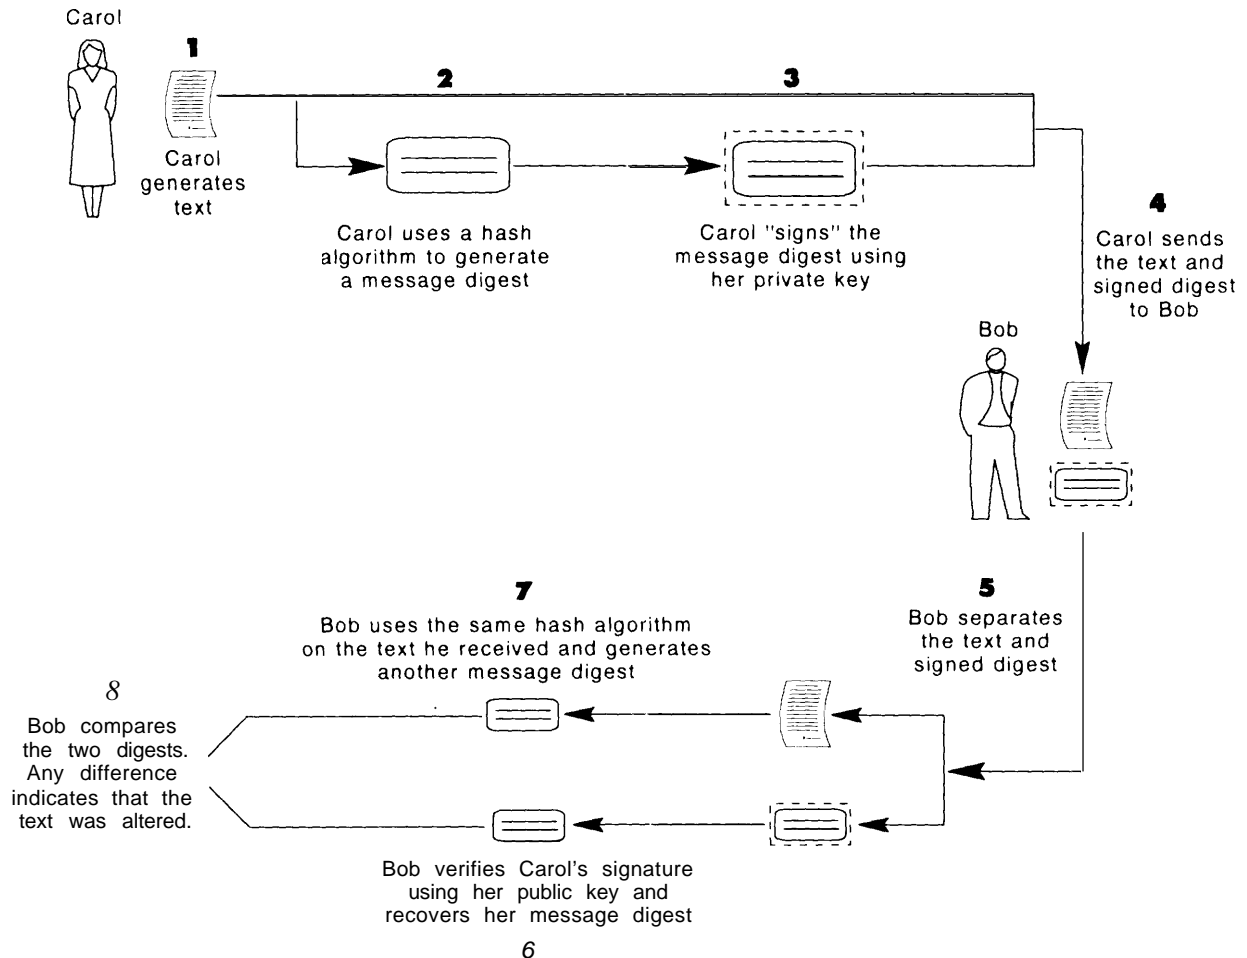 Carol
1
Carol
generates
text
2
Carol uses a hash
algorithm to generate
a message digest
3
Carol "signs" the
message digest using
her private key
4
Carol sends
the text and
signed digest
to Bob
Bob
5
Bob separates
the text and
signed digest
7
Bob uses the same hash algorithm
on the text he received and generates
another message digest
8
Bob compares
the two digests.
Any difference
indicates that the
text was altered.
Bob verifies Carol's signature
using her public key and
recovers her message digest
6